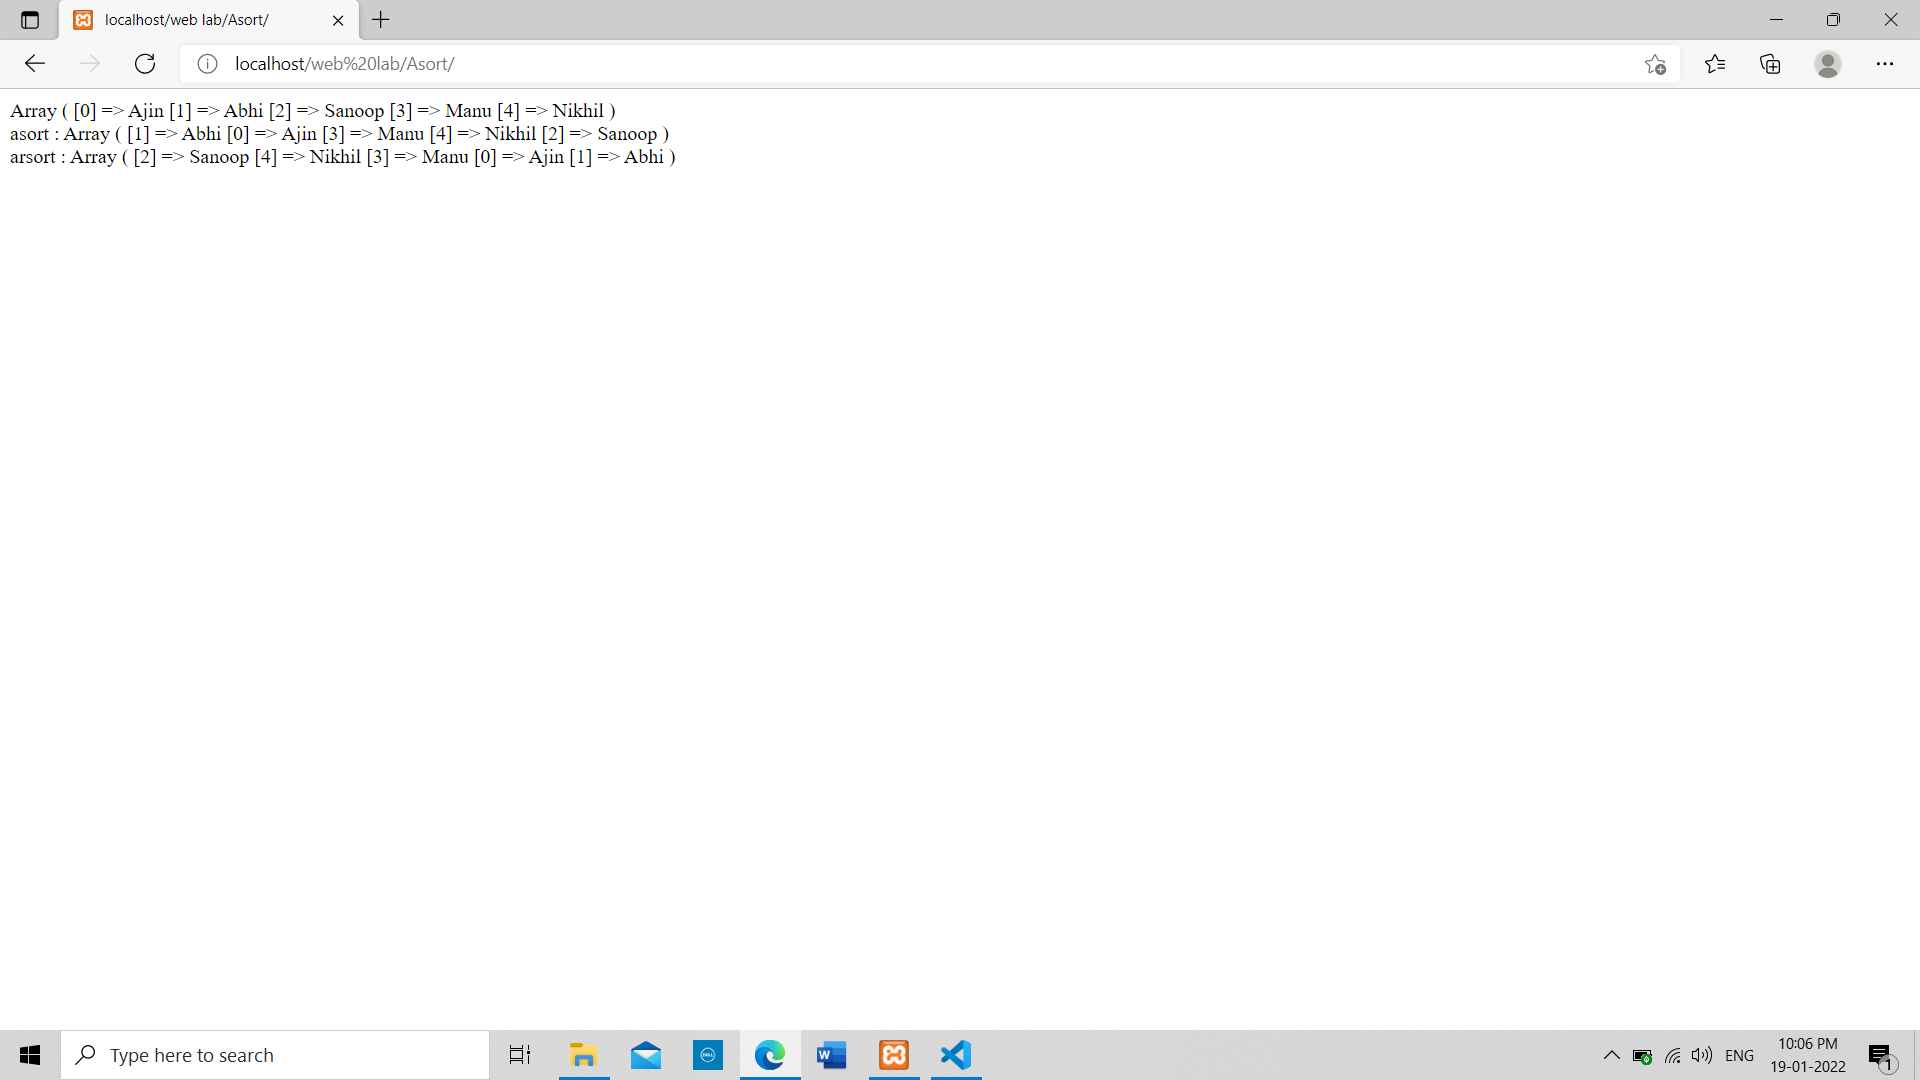 localhost/web lab/Asort/
localhost/web%20lab/Asort/
Array ( [0] => Ajin [1] => Abhi [2] => Sanoop [3] => Manu [4] => Nikhil )
asort : Array ( [1] => Abhi [0] => Ajin [3] => Manu [4] => Nikhil [2] => Sanoop )
arsort : Array ( [2] => Sanoop [4] => Nikhil [3] => Manu [0] => Ajin [1] => Abhi )
Type here to search
DELL
W
ENG
10:06 PM
19-01-2022
1